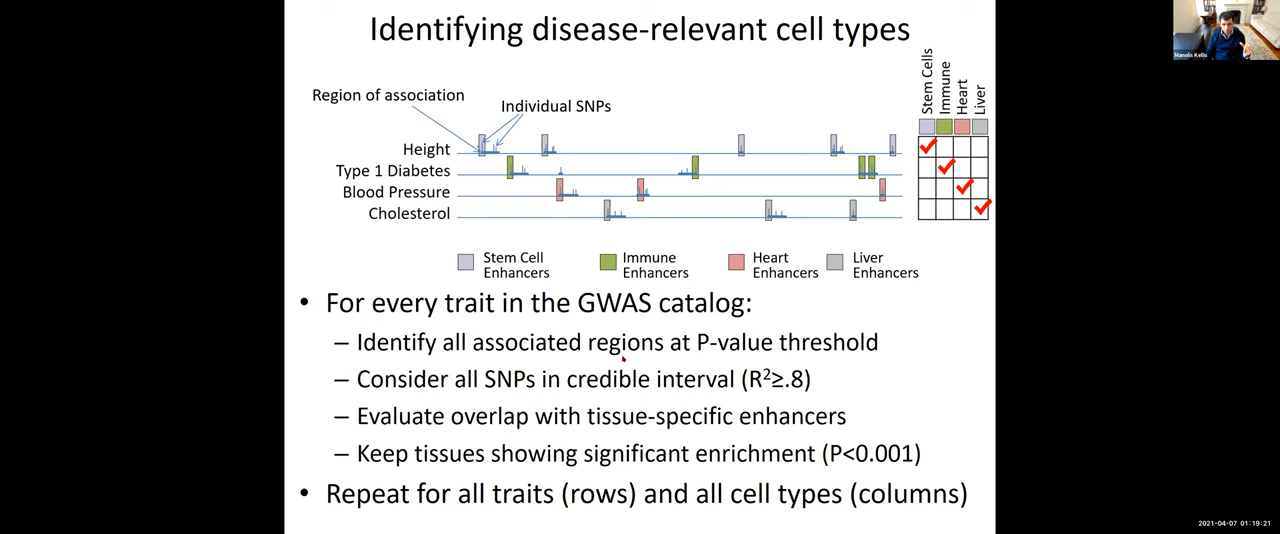 Identifying disease-relevant cell types
Manolis Kellis
Region of association
Individual SNPs
Stem Cells
Immune
Heart
Liver
Height
Type 1 Diabetes
Blood Pressure
Cholesterol
Stem Cell
Enhancers
Immune
Enhancers
Heart
Enhancers
Liver
Enhancers
• For every trait in the GWAS catalog:
– Identify all associated regions at P-value threshold
– Consider all SNPs in credible interval (R²≥.8)
– Evaluate overlap with tissue-specific enhancers
– Keep tissues showing significant enrichment (P<0.001)
• Repeat for all traits (rows) and all cell types (columns)
2021-04-07 01:19:21